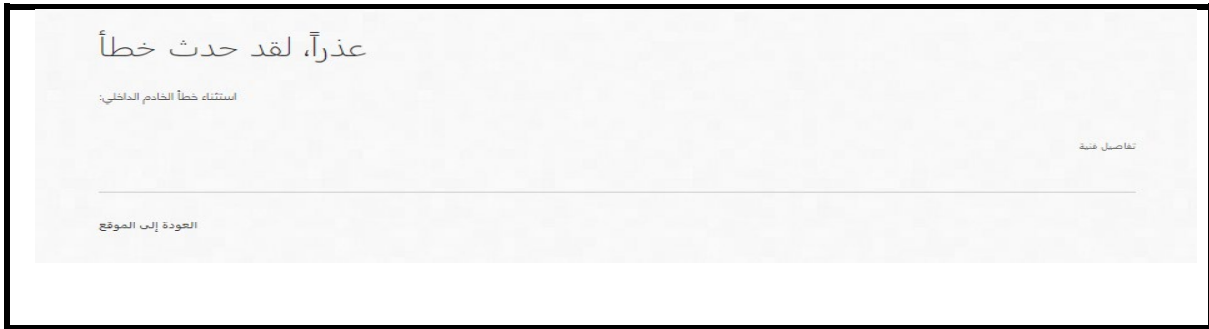 عذراً، لقد حدث خطأ
استثناء خطأ الخادم الداخلي:
تفاصيل فنية
العودة إلى الموقع